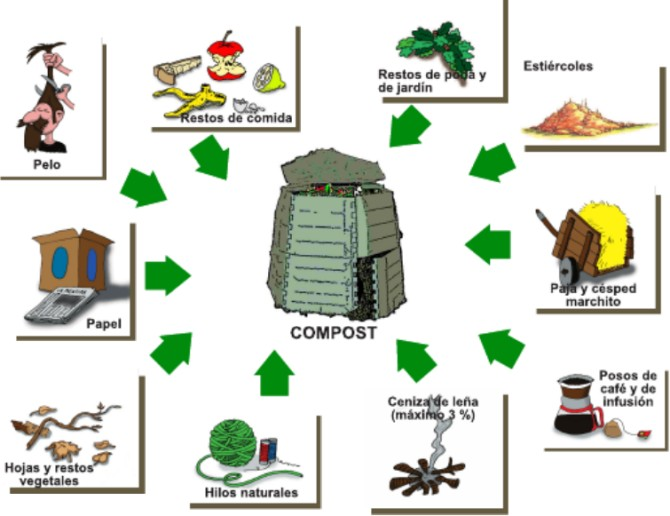 Restos de poda y
de jardín
Estiércoles
Restos de comida
Pelo
Paja y césped
marchito
Papel
COMPOST
Posos de
café y de
infusión
Ceniza de leña
(máximo 3 %)
Hojas y restos
vegetales
Hilos naturales